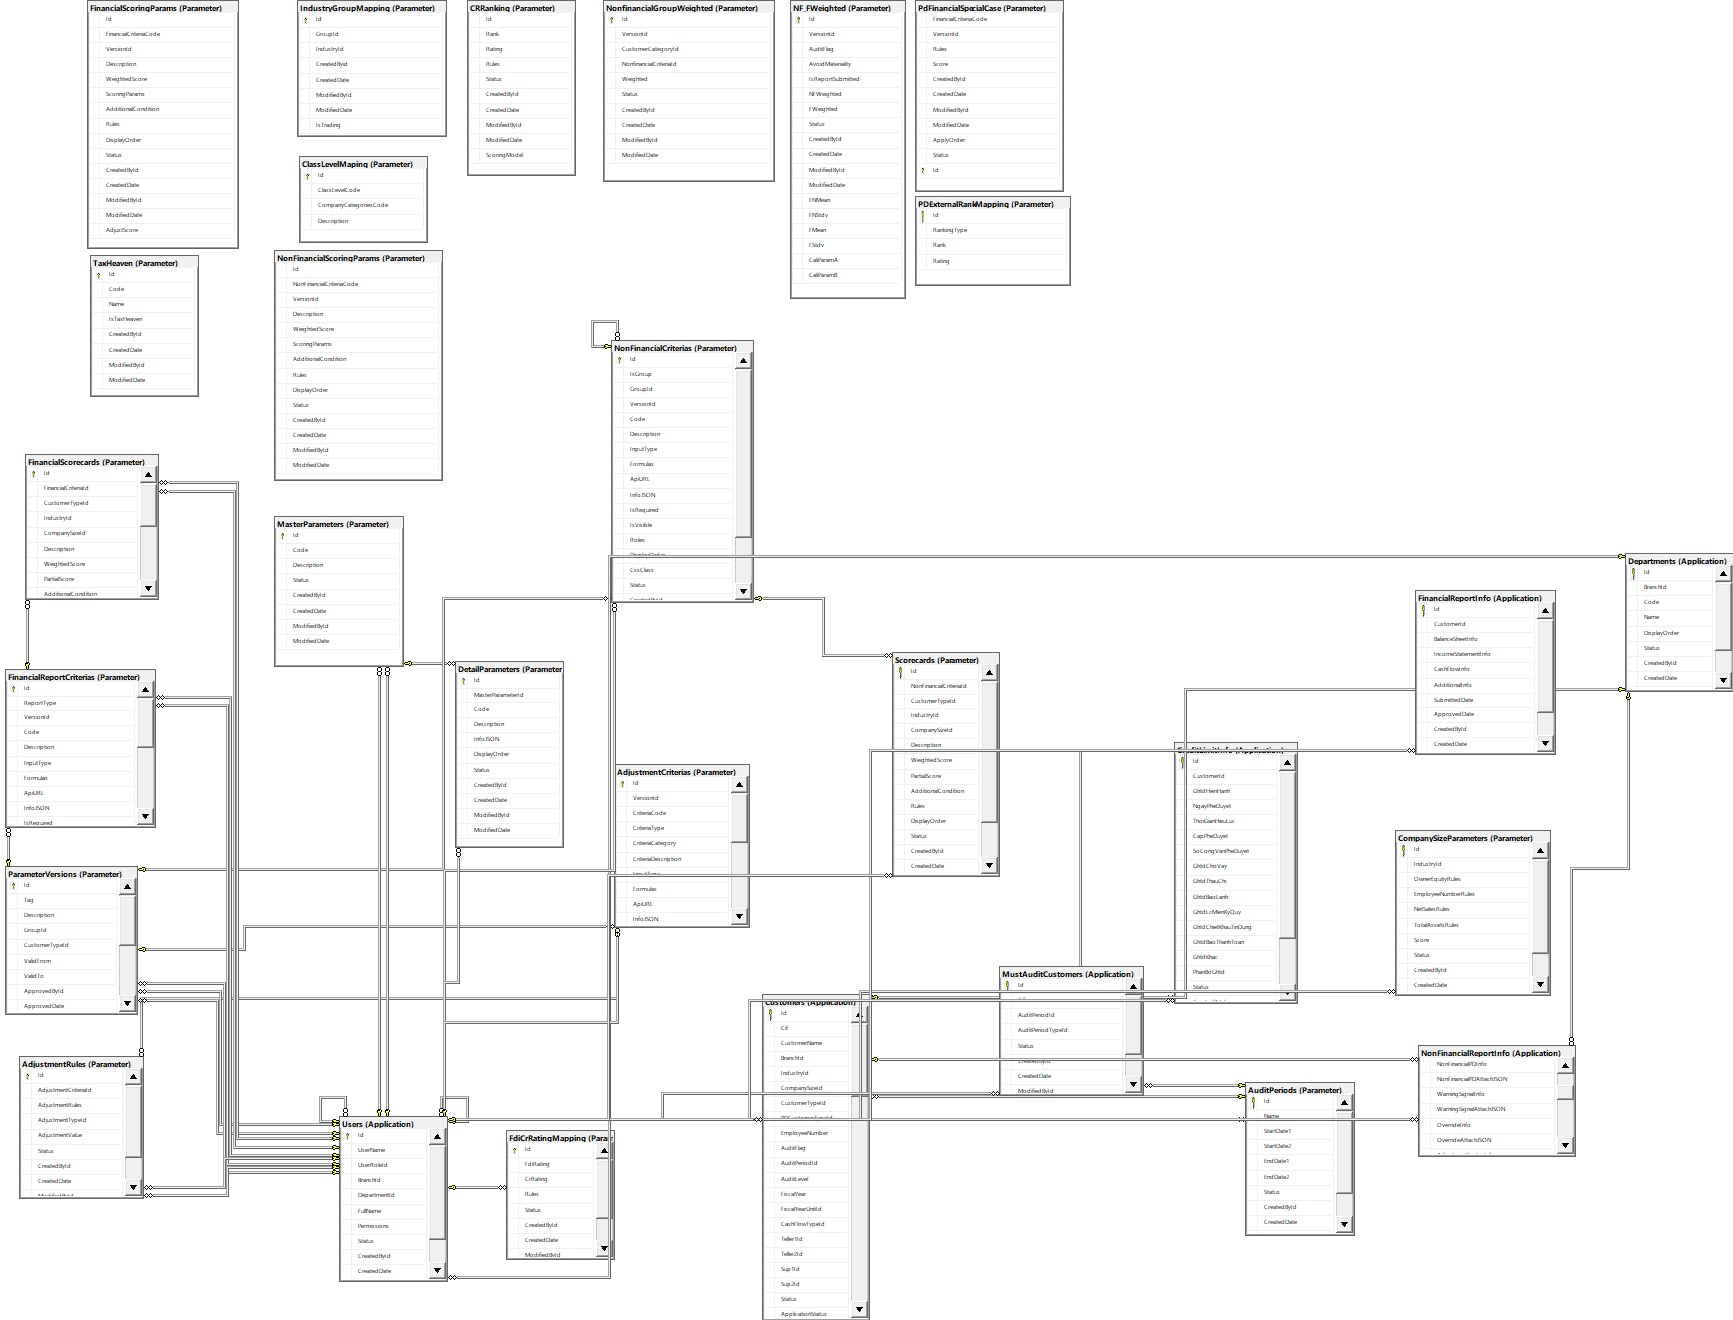 FinancialScoringParams (Parameter)
Id
FinancialCriteriaCode
VersionId
Description
WeightedScore
ScoringParams
AdditionalCondition
Rules
DisplayOrder
Status
CreatedById
CreatedDate
ModifiedById
ModifiedDate
AdjustScore
IndustryGroupMapping (Parameter)
Id
GroupId
IndustryId
CreatedByid
CreatedDate
ModifiedById
ModifiedDate
IsTrading
CRRanking (Parameter)
Id
Rank
Rating
Rules
Status
CreatedById
CreatedDate
ModifiedById
ModifiedDate
ScoringModel
NonfinancialGroupWeighted (Parameter)
Id
VersionId
CustomerCategoryId
NonfinancialCriteriaId
Weighted
Status
CreatedById
CreatedDate
ModifiedById
ModifiedDate
NF_FWeighted (Parameter)
Id
VersionId
AuditFlag
AvoidMateriality
IsReportSubmitted
NFWeighted
FWeighted
Status
CreatedById
CreatedDate
ModifiedById
ModifiedDate
FNMean
FNStdv
FMean
FStdv
CaliParamA
CaliParamB
PdFinancialSpecialCase (Parameter)
FinancialCriteriaCode
VersionId
Rules
Score
CreatedById
CreatedDate
ModifiedById
ModifiedDate
ApplyOrder
Status
Id
ClassLevelMaping (Parameter)
Id
ClassLevelCode
CompanyCategoriesCode
Description
PDExternalRankMapping (Parameter)
Id
RankingType
Rank
Rating
TaxHeaven (Parameter)
Id
Code
Name
IsTaxHeaven
CreatedById
CreatedDate
ModifiedById
ModifiedDate
NonFinancialScoringParams (Parameter)
Id
NonFinancialCriteriaCode
VersionId
Description
WeightedScore
ScoringParams
AdditionalCondition
Rules
DisplayOrder
Status
CreatedById
CreatedDate
ModifiedById
ModifiedDate
NonFinancialCriterias (Parameter)
Id
IsGroup
GroupId
VersionId
Code
Description
InputType
Formulas
ApiURL
InfoJSON
IsRequired
IsVisible
Roles
DisplayOrder
CssClass
Status
CreatedById
FinancialScorecards (Parameter)
Id
FinancialCriteriaId
CustomerTypeId
IndustryId
CompanySizeId
Description
WeightedScore
PartialScore
AdditionalCondition
MasterParameters (Parameter)
Id
Code
Description
Status
CreatedById
CreatedDate
ModifiedById
ModifiedDate
Departments (Application)
Id
BranchId
Code
Name
DisplayOrder
Status
CreatedById
CreatedDate
FinancialReportInfo (Application)
Id
CustomerId
BalanceSheetInfo
IncomeStatementInfo
CashFlowInfo
AdditionalInfo
SubmittedDate
ApprovedDate
CreatedById
CreatedDate
FinancialReportCriterias (Parameter)
Id
ReportType
VersionId
Code
Description
InputType
Formulas
ApiURL
InfoJSON
IsRequired
DetailParameters (Parameter
Id
MasterParameterId
Code
Description
InfoJSON
DisplayOrder
Status
CreatedById
CreatedDate
ModifiedById
ModifiedDate
Scorecards (Parameter)
Id
NonFinancialCriteriaId
CustomerTypeId
IndustryId
CompanySizeId
Description
WeightedScore
PartialScore
AdditionalCondition
Rules
DisplayOrder
Status
CreatedById
CreatedDate
AdjustmentCriterias (Parameter)
Id
VersionId
CriteriaCode
CriteriaType
CriteriaCategory
CriteriaDescription
InputType
Formulas
ApiURL
InfoJSON
CreditLimitInfo (Application)
Id
CustomerId
GhtdHienHanh
NgayPheDuyet
ThoiGianHieuLuc
CapPheDuyet
SoCongVanPheDuyet
GhtdChoVay
GhtdThauChi
GhtdBaoLanh
GhtdLcMienKyQuy
GhtdChietKhauTinDung
GhtdBaoThanhToan
GhtdKhac
PhanBoGhtd
Status
CompanySizeParameters (Parameter)
Id
IndustryId
OwnerEquityRules
EmployeeNumberRules
NetSalesRules
TotalAssetsRules
Score
Status
CreatedById
CreatedDate
ParameterVersions (Parameter)
Id
Tag
Description
GroupId
CustomerTypeId
ValidFrom
ValidTo
ApprovedById
ApprovedDate
MustAuditCustomers (Application)
Id
AuditPeriodId
AuditPeriodTypeId
Status
CreatedById
CreatedDate
ModifiedById
Customers (Application)
Id
Cif
CustomerName
BranchId
IndustryId
CompanySizeId
CustomerTypeId
EmployeeNumber
AuditFlag
AuditPeriodId
AuditLevel
FiscalYear
FiscalYearUntilId
CashFlowTypeId
Teller1Id
Teller2Id
Sup1Id
Sup2Id
Status
ApplicationStatus
NonFinancialReportInfo (Application)
NonFinancialPDInfo
NonFinancialPDAttachJSON
WarningSignalInfo
WarningSignalAttachJSON
OverrideInfo
OverrideAttachJSON
AdjustmentRules (Parameter)
Id
AdjustmentCriteriaId
AdjustmentRules
AdjustmentTypeId
AdjustmentValue
Status
CreatedById
CreatedDate
ModifiedById
AuditPeriods (Parameter)
Id
Name
StartDate1
StartDate2
EndDate1
EndDate2
Status
CreatedById
CreatedDate
Users (Application)
Id
UserName
UserRoleId
BranchId
DepartmentId
FullName
Permissions
Status
CreatedById
CreatedDate
FdiCrRatingMapping (Parar
Id
FdiRating
CrRating
Rules
Status
CreatedById
CreatedDate
ModifiedById